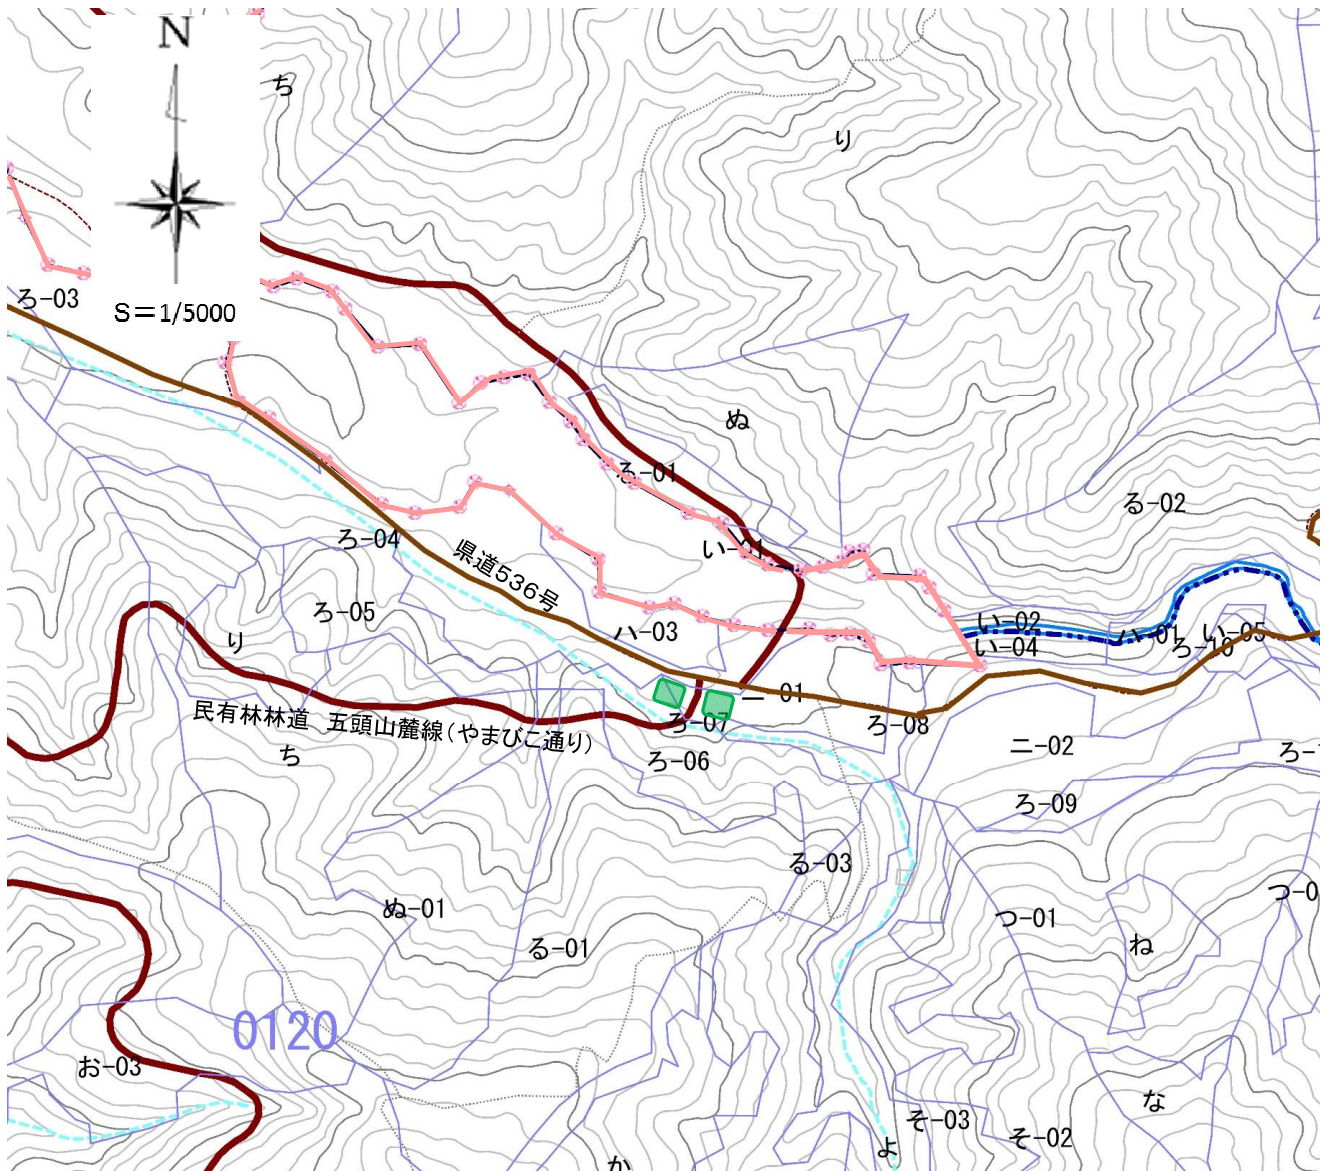 N
ち
り
ろ-03
S＝1/5000
ぬ
ろ-01
る-02
ろ-04
県道536号
い-01
ろ-05
い-02
ハ-03
ハ-01
い-05
り
い-04
ろ-10
01
民有林林道 五頭山麓線(やまびこ通り)
ろ-07
ろ-08
ニ-02
ち
ろ-06
ろ-09
る-03
ぬ-01
つ-01
つ-0
る-01
ね
0120
お-03
な
そ-03
そ-02
よ
か